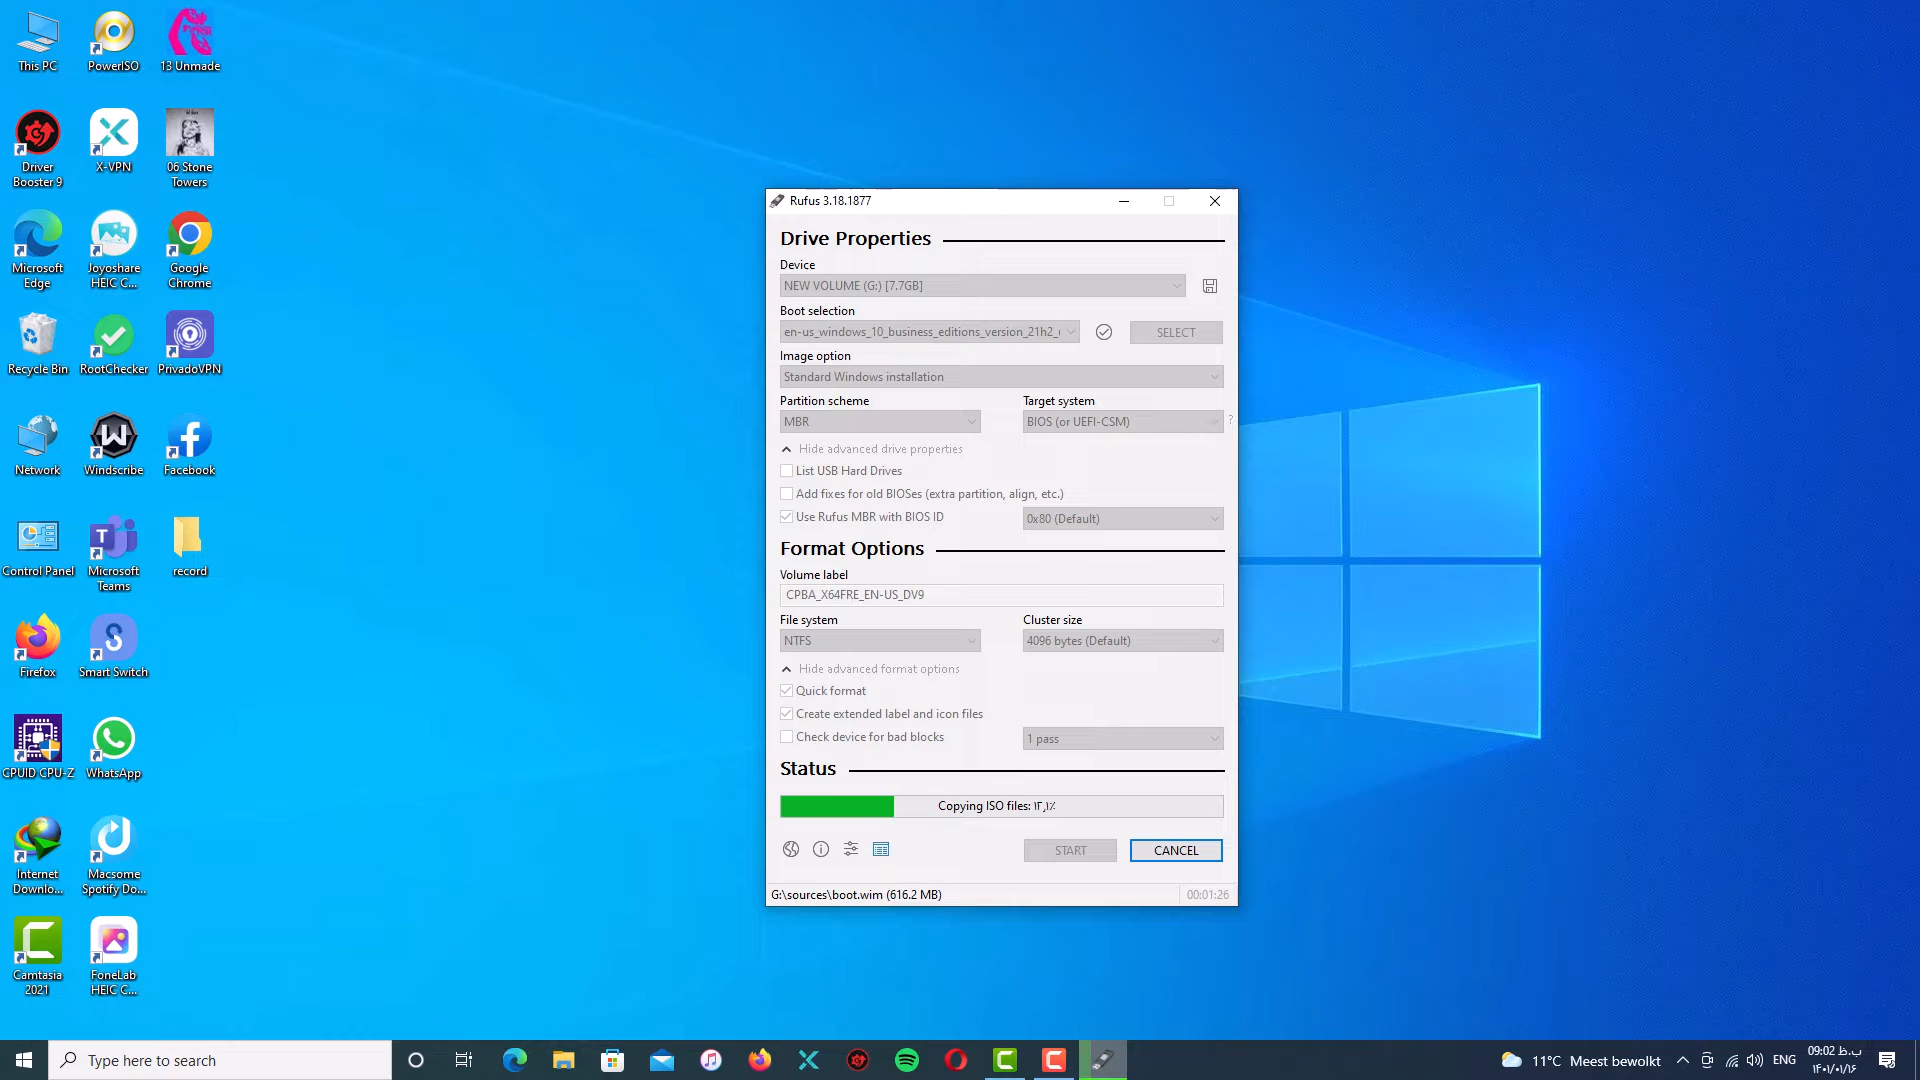 This PC
PowerISO
13 Unmade
Driver
Booster 9
X-VPN
06 Stone
Towers
Microsoft
Edge
Joyoshare
HEIC C...
Google
Chrome
Recycle Bin
RootChecker
PrivadoVPN
Network
Windscribe
Facebook
Control Panel
Microsoft
Teams
record
Firefox
Smart Switch
CPUID CPU-Z
WhatsApp
Internet
Downlo...
Macsome
Spotify Do...
Camtasia
2021
FoneLab
HEIC C...
Rufus 3.18.1877
Drive Properties
Device
NEW VOLUME (G:) [7.7GB]
Boot selection
en-us_windows_10_business_editions_version_21h2_
SELECT
Image option
Standard Windows installation
Partition scheme
Target system
MBR
BIOS (or UEFI-CSM)
?
Hide advanced drive properties
List USB Hard Drives
Add fixes for old BIOSes (extra partition, align, etc.)
Use Rufus MBR with BIOS ID
0x80 (Default)
Format Options
Volume label
CPBA_X64FRE_EN-US_DV9
File system
Cluster size
NTFS
4096 bytes (Default)
Hide advanced format options
Quick format
Create extended label and icon files
Check device for bad blocks
1 pass
Status
Copying ISO files: ۱۲٫۱٪
START
CANCEL
G:\sources\boot.wim (616.2 MB)
00:01:26
Type here to search
11°C Meest bewolkt
ENG
09:02 ب.ظ
۱۴۰۱/۰۱/۱۶